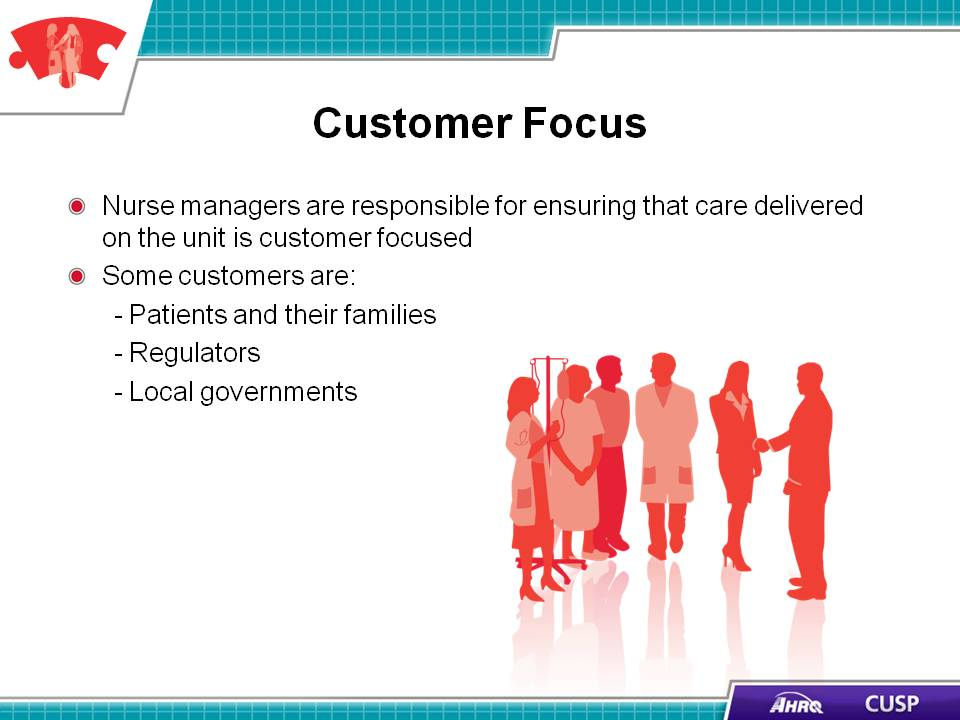 Customer Focus
Nurse managers are responsible for ensuring that care delivered
on the unit is customer focused
Some customers are:
- Patients and their families
- Regulators
- Local governments
AHRQ CUSP